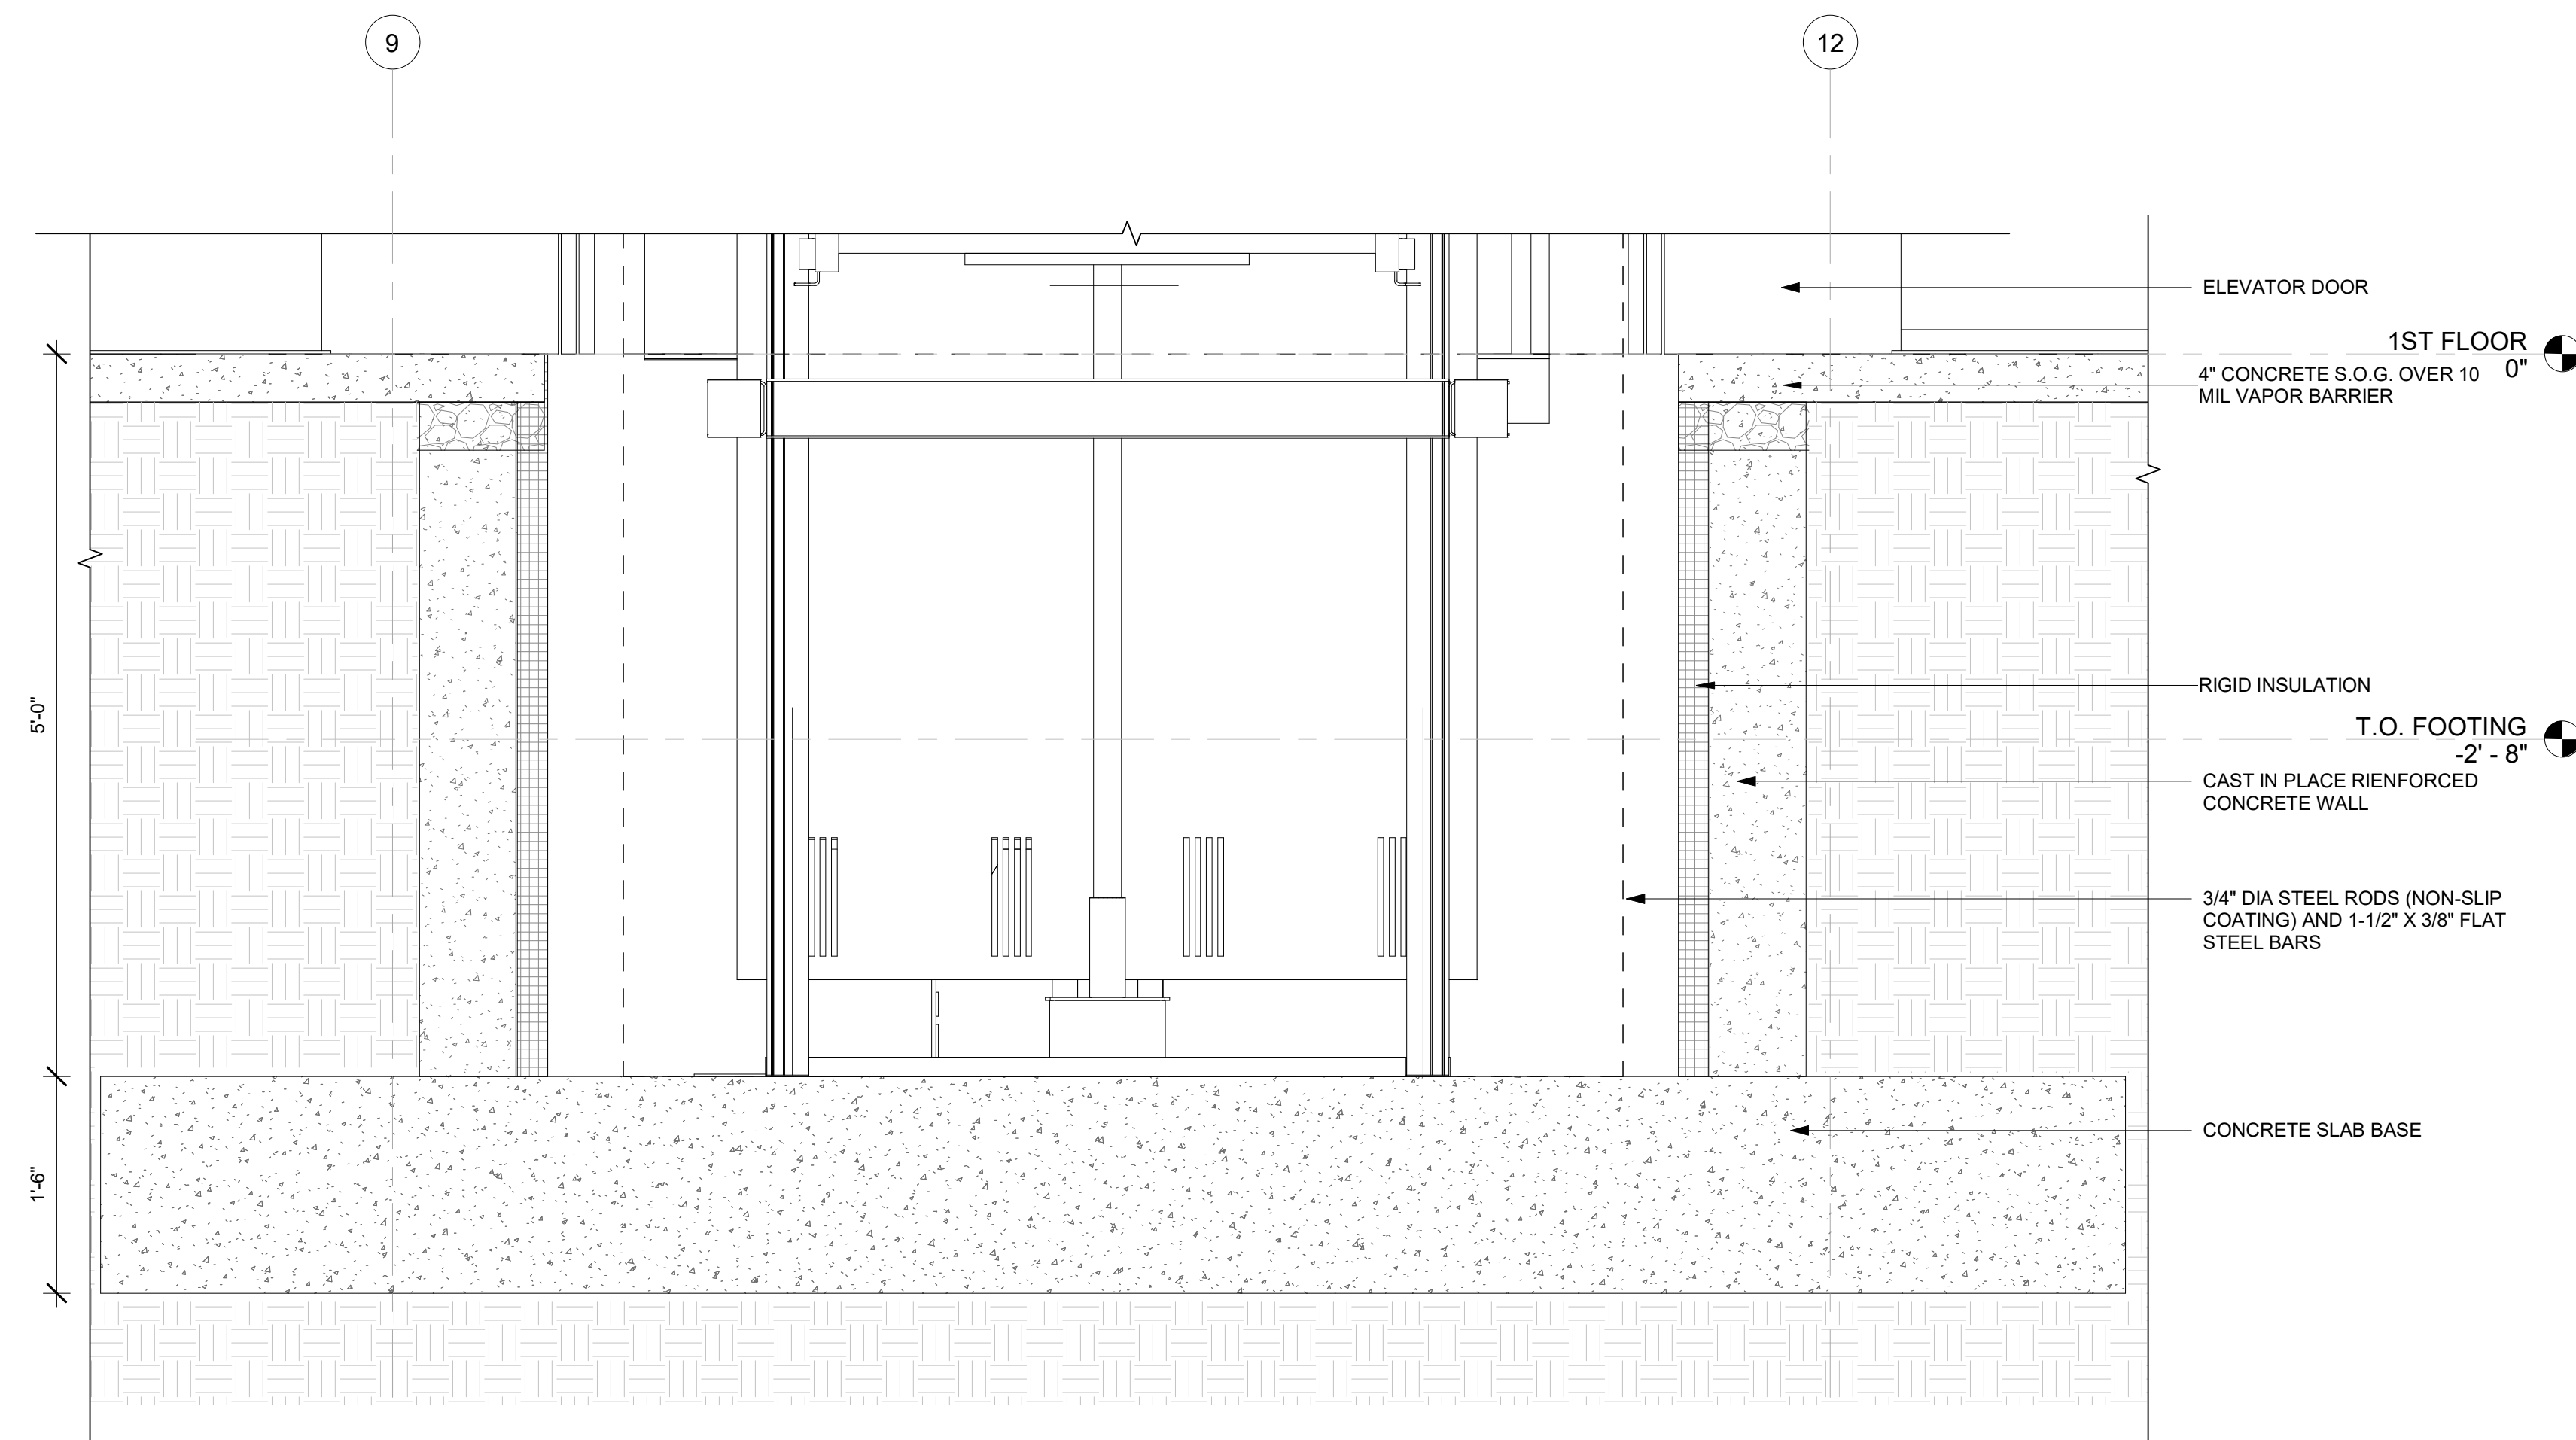 9
12
ELEVATOR DOOR
1ST FLOOR
0"
4" CONCRETE S.O.G. OVER 10
MIL VAPOR BARRIER
RIGID INSULATION
T.O. FOOTING
-2' - 8"
CAST IN PLACE RIENFORCED
CONCRETE WALL
3/4" DIA STEEL RODS (NON-SLIP
COATING) AND 1-1/2" X 3/8" FLAT
STEEL BARS
CONCRETE SLAB BASE
5'-0"
1'-6"